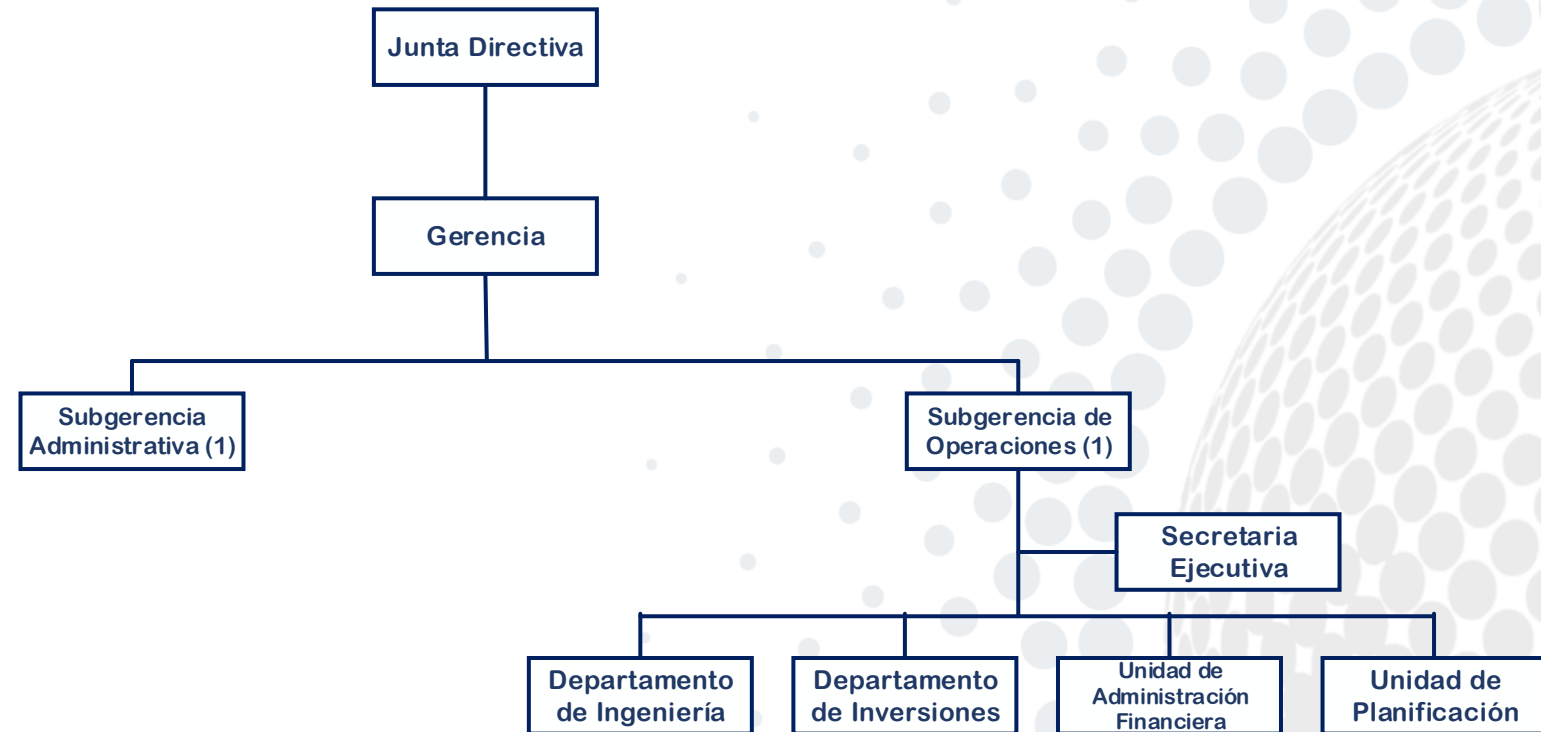 Junta Directiva
Gerencia
Subgerencia
Administrativa (1)
Subgerencia de
Operaciones (1)
Secretaria
Ejecutiva
Departamento
de Ingeniería
Departamento
de Inversiones
Unidad de
Administración
Financiera
Unidad de
Planificación